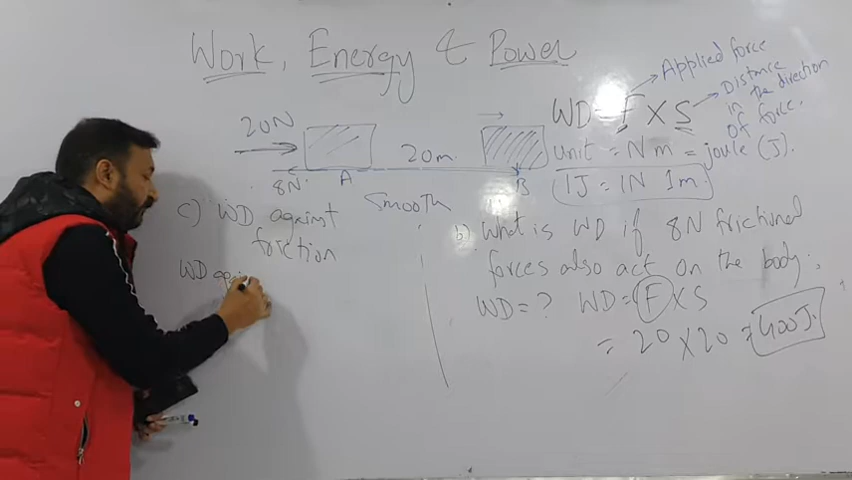 Work, Energy & Power
Applied force
WD = F X S
Distance
in the direction
of force.
unit = N m = joule (J).
1J = 1N 1m.
20N
8N.
A
20m.
B
Smooth
b) What is WD if 8N frictional
forces also act on the body.
WD = ? WD = F X S
= 20 X 20 = 400J.
c) WD against
friction
WD agai